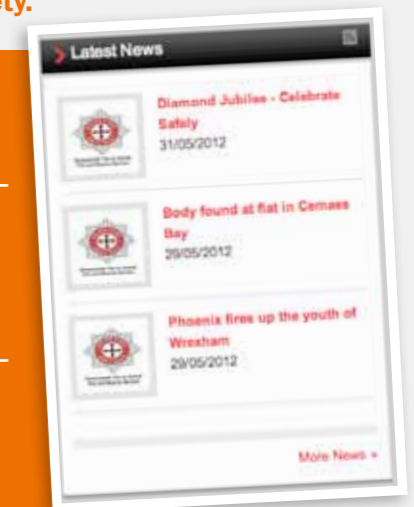 ety.
Latest News
Diamond Jubilee - Celebrate
Safely
31/05/2012
Body found at flat in Cemaes
Bay
29/05/2012
Phoenix fires up the youth of
Wrexham
29/05/2012
More News »